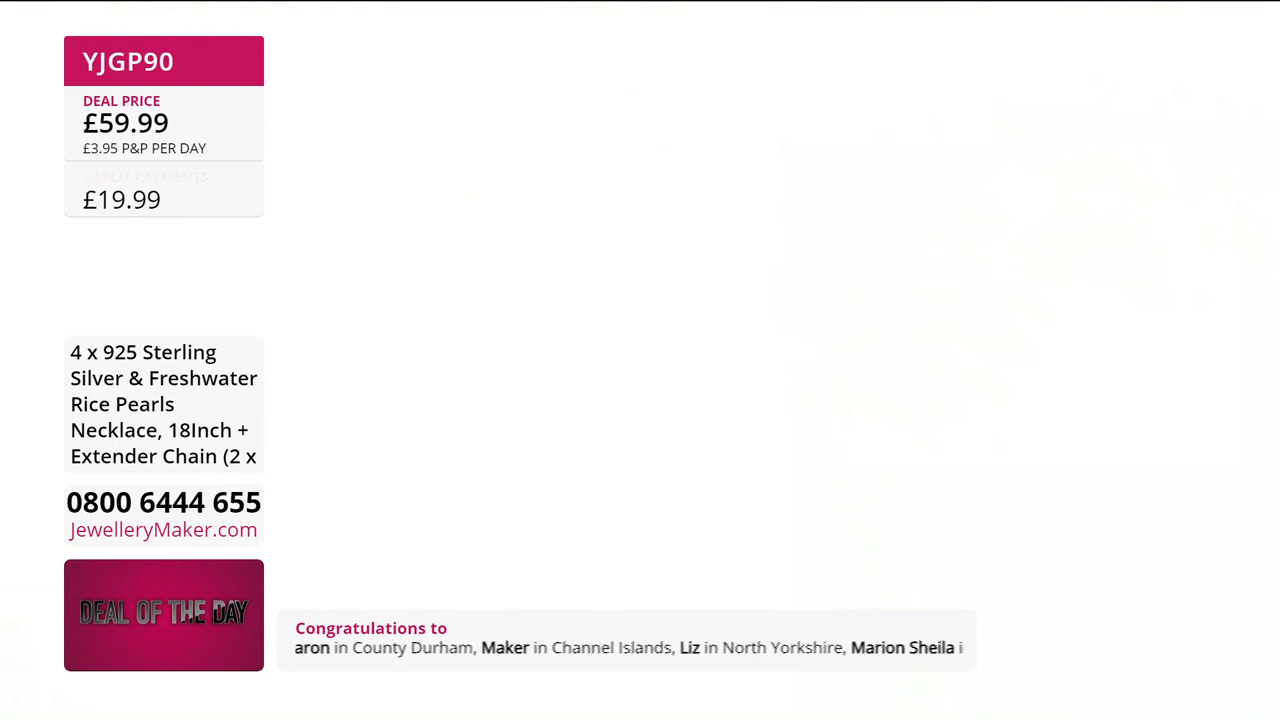 YJGP90
DEAL PRICE
£59.99
£3.95 P&P PER DAY
SPLIT PAYMENTS
£19.99
4 x 925 Sterling
Silver & Freshwater
Rice Pearls
Necklace, 18Inch +
Extender Chain (2 x
0800 6444 655
JewelleryMaker.com
DEAL OF THE DAY
Congratulations to
aron in County Durham, Maker in Channel Islands, Liz in North Yorkshire, Marion Sheila i